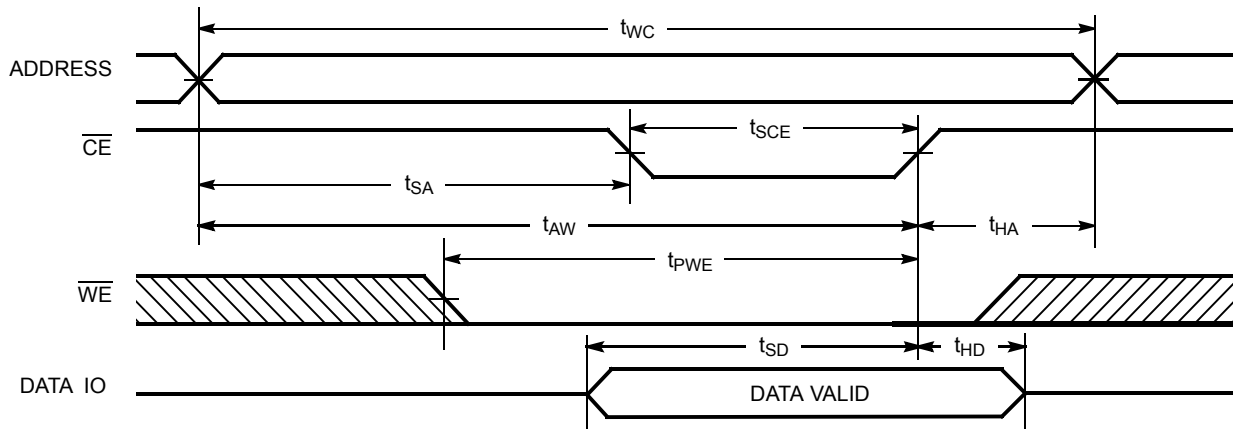 tWC
ADDRESS
CE
tSCE
tSA
tAW
tHA
tPWE
WE
tSD
tHD
DATA IO
DATA VALID